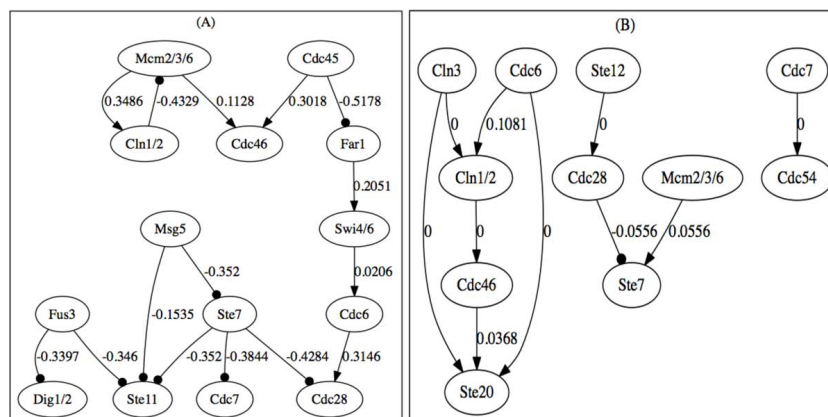 (A)
Mcm2/3/6
Cdc45
0.3486
-0.4329
0.1128
0.3018
-0.5178
Cln1/2
Cdc46
Far1
0.2051
Msg5
Swi4/6
-0.352
0.0206
-0.1535
Fus3
Ste7
Cdc6
-0.3397
-0.346
-0.352
-0.3844
-0.4284
0.3146
Dig1/2
Ste11
Cdc7
Cdc28
(B)
Cln3
Cdc6
Ste12
Cdc7
0
0.1081
0
0
Cln1/2
Cdc28
Mcm2/3/6
Cdc54
0
0
0
-0.0556
0.0556
Cdc46
Ste7
0.0368
Ste20